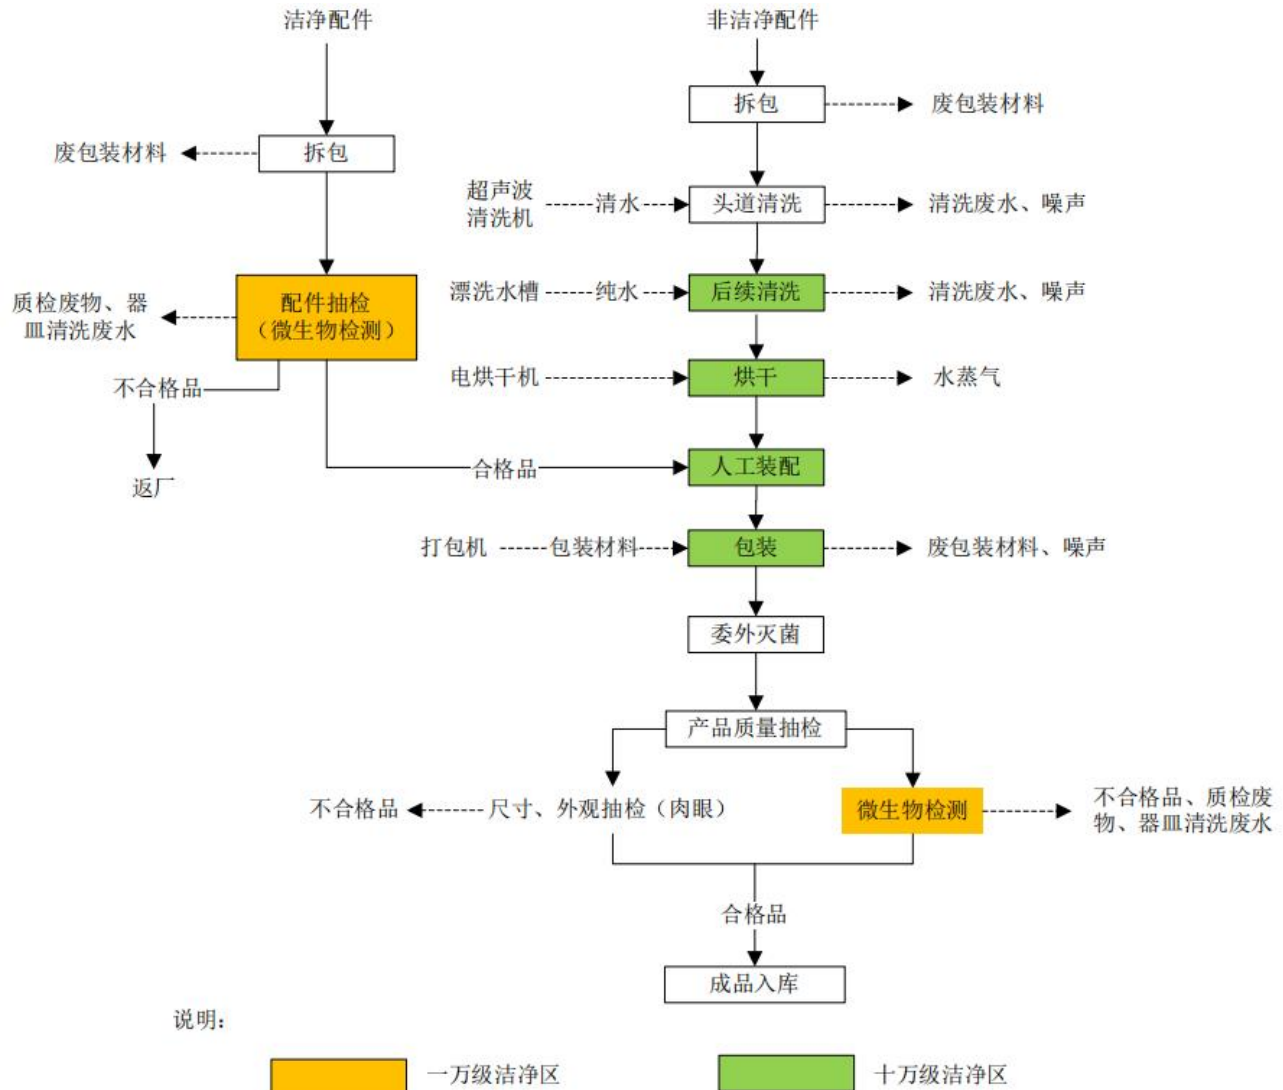 洁净配件
非洁净配件
拆包
废包装材料
废包装材料
拆包
超声波
清洗机
清水
头道清洗
清洗废水、噪声
质检废物、器
皿清洗废水
配件抽检
（微生物检测）
漂洗水槽
纯水
后续清洗
清洗废水、噪声
不合格品
电烘干机
烘干
水蒸气
返厂
合格品
人工装配
打包机
包装材料
包装
废包装材料、噪声
委外灭菌
产品质量抽检
不合格品
尺寸、外观抽检（肉眼）
微生物检测
不合格品、质检废
物、器皿清洗废水
合格品
成品入库
说明：
一万级洁净区
十万级洁净区